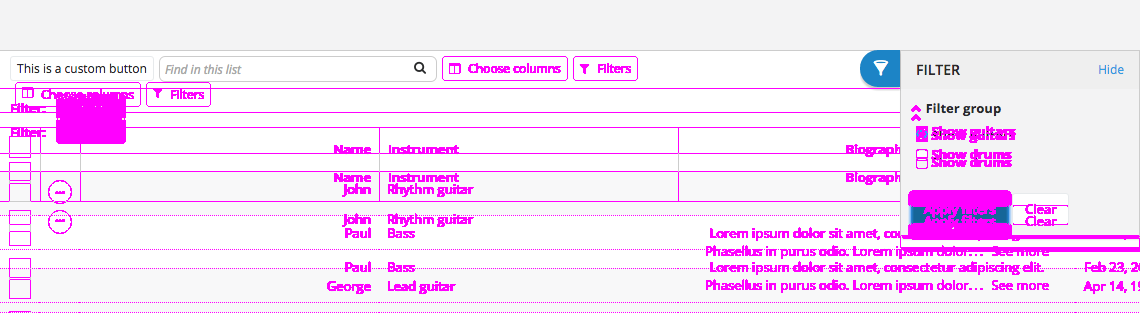 This is a custom button Find in this list Choose columns Filters FILTER Hide
Choose columns Filters
Filter: Filter group
Filter: Show guitars
Show guitars
Name Instrument Biograph Show drums
Show drums
Name Instrument Biograph
John Rhythm guitar
Clear
John Rhythm guitar Clear
Paul Bass Lorem ipsum dolor sit amet,
Phasellus in purus odio. Lorem ipsum dolor... See more
Paul Bass Lorem ipsum dolor sit amet, consectetur adipiscing elit. Feb 23, 20
George Lead guitar Phasellus in purus odio. Lorem ipsum dolor... See more Apr 14, 19